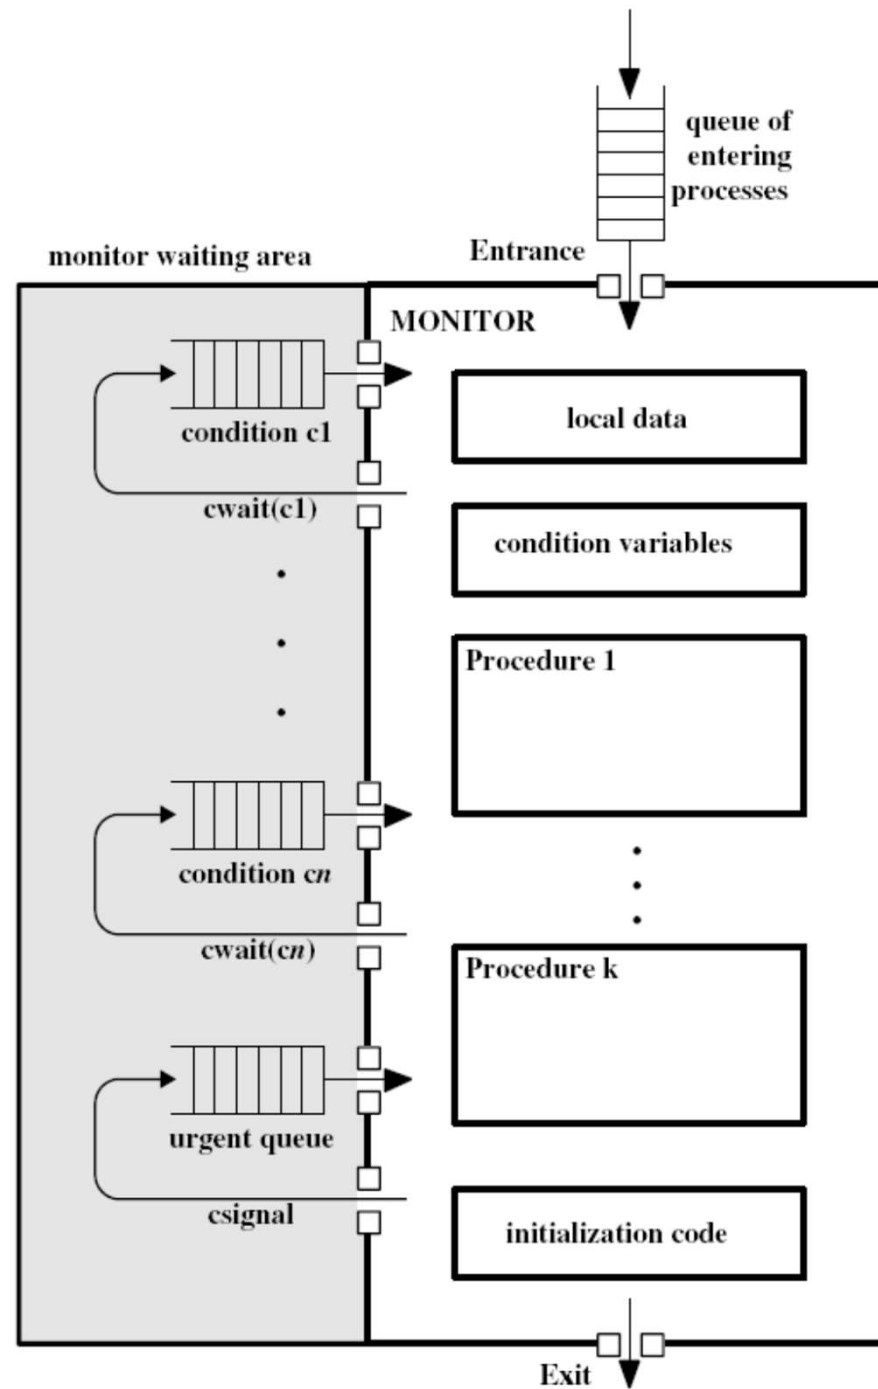 queue of
entering
processes
Entrance
monitor waiting area
MONITOR
local data
condition c1
cwait(c1)
condition variables
Procedure 1
condition cn
cwait(cn)
Procedure k
urgent queue
csignal
initialization code
Exit